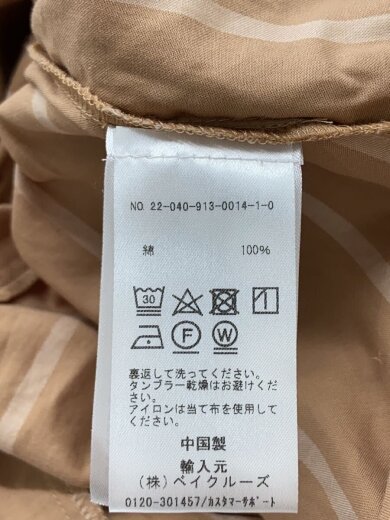 NO 22-040-913-0014-1-0
綿 100%
30
F W
裏返して洗ってください。
タンブラー乾燥はお避けくだ
さい。
アイロンは当て布を使用して
ください。
中国製
輸入元
(株)ベイクルーズ
0120-301457/カスタマーサポート